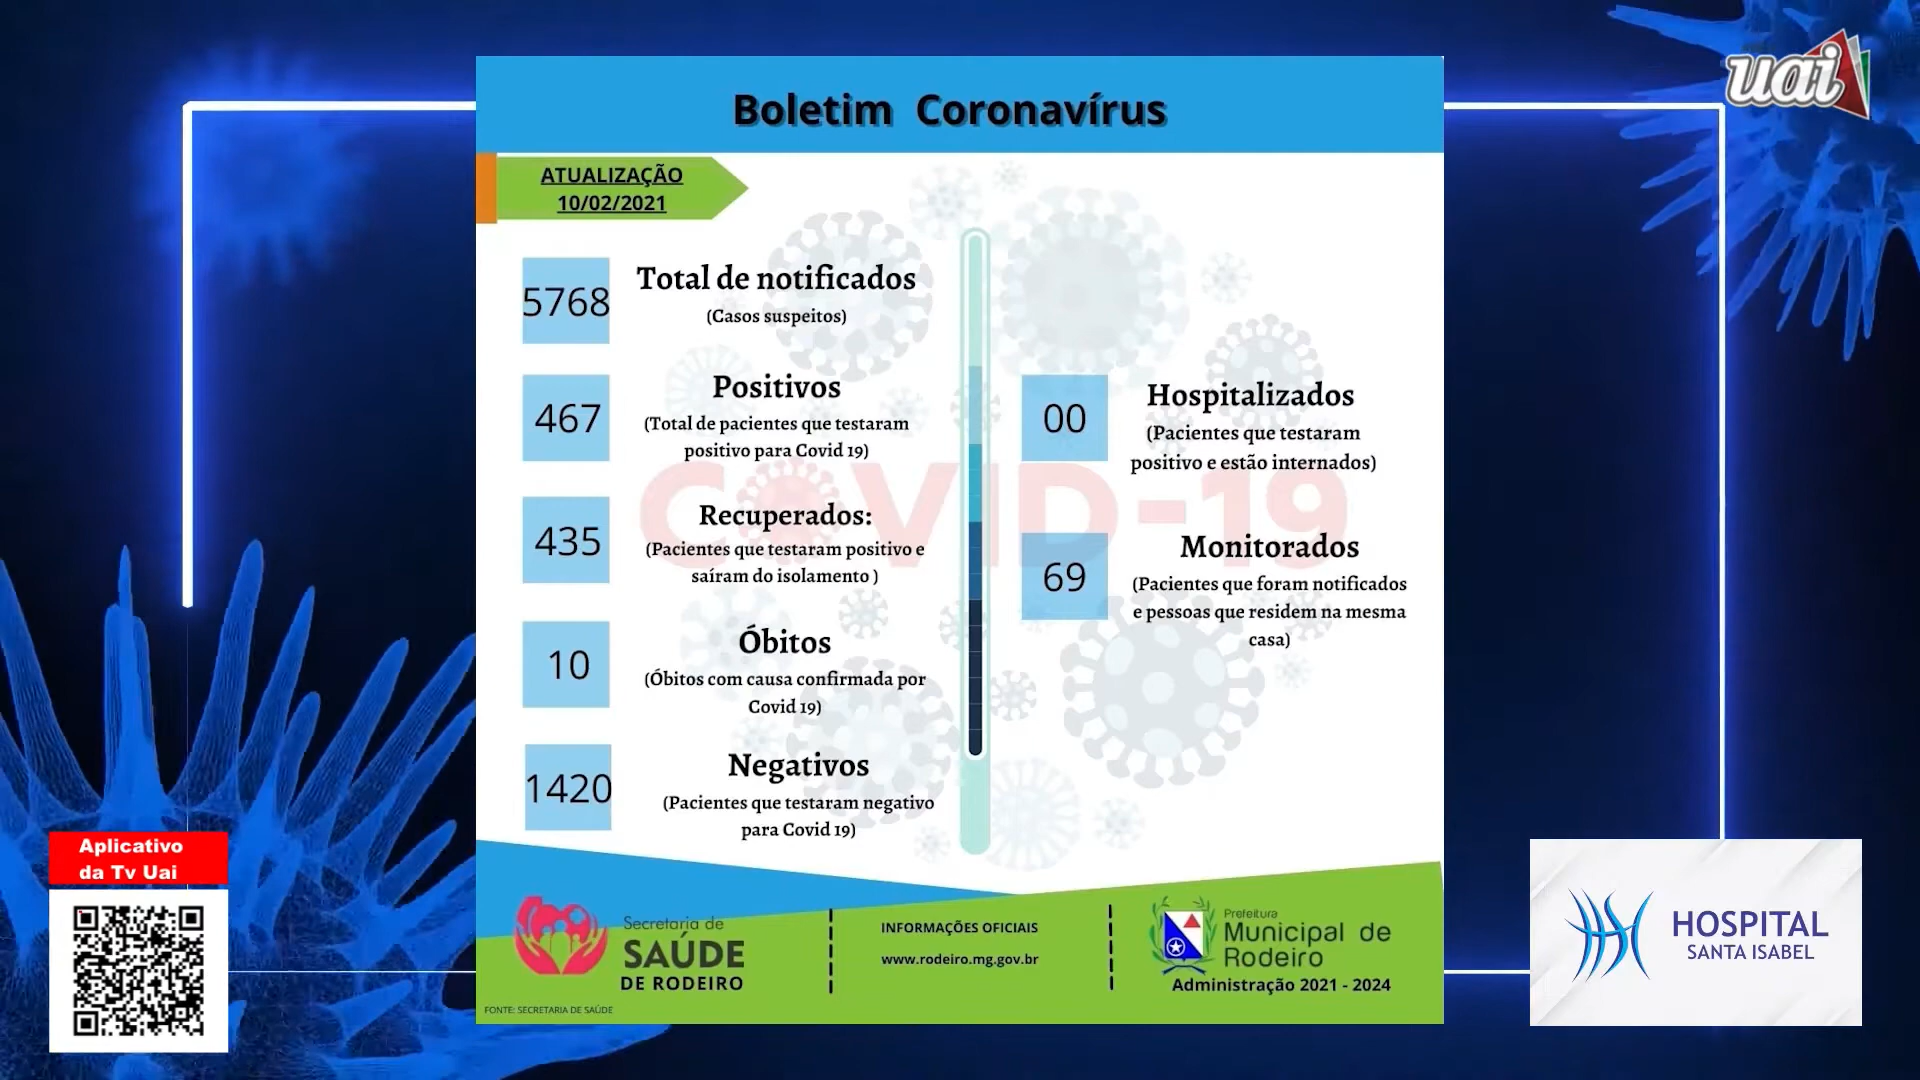 uai
Boletim Coronavírus
ATUALIZAÇÃO
10/02/2021
5768
Total de notificados
(Casos suspeitos)
467
Positivos
(Total de pacientes que testaram
positivo para Covid 19)
435
Recuperados:
(Pacientes que testaram positivo e
saíram do isolamento )
10
Óbitos
(Óbitos com causa confirmada por
Covid 19)
1420
Negativos
(Pacientes que testaram negativo
para Covid 19)
00
Hospitalizados
(Pacientes que testaram
positivo e estão internados)
69
Monitorados
(Pacientes que foram notificados
e pessoas que residem na mesma
casa)
COVID-19
Secretaria de
SAÚDE
DE RODEIRO
FONTE: SECRETARIA DE SAÚDE
INFORMAÇÕES OFICIAIS
www.rodeiro.mg.gov.br
Prefeitura
Municipal de
Rodeiro
Administração 2021 - 2024
Aplicativo
da Tv Uai
HOSPITAL
SANTA ISABEL